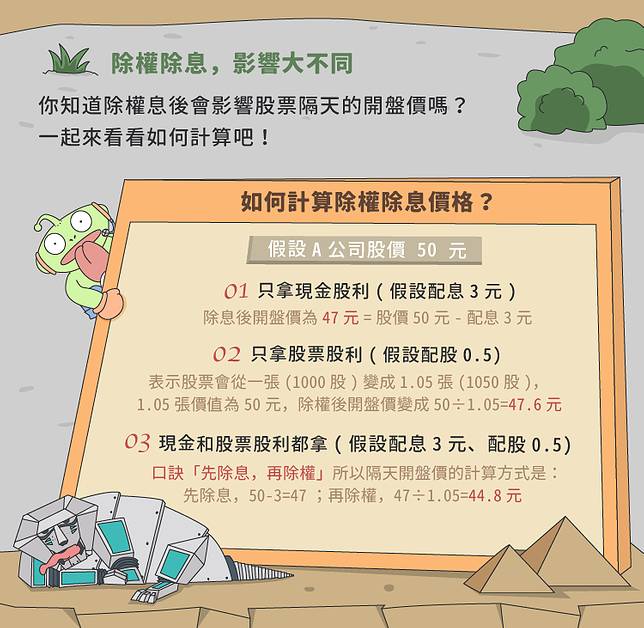 除權除息，影響大不同
你知道除權息後會影響股票隔天的開盤價嗎？
一起來看看如何計算吧！
如何計算除權除息價格？
假設 A 公司股價 50 元
01 只拿現金股利 ( 假設配息 3 元 )
除息後開盤價為 47 元 = 股價 50 元 - 配息 3 元
02 只拿股票股利 ( 假設配股 0.5)
表示股票會從一張 (1000 股 ) 變成 1.05 張 (1050 股 )，
1.05 張價值為 50 元，除權後開盤價變成 50÷1.05=47.6 元
03 現金和股票股利都拿 ( 假設配息 3 元、配股 0.5)
口訣「先除息，再除權」所以隔天開盤價的計算方式是：
先除息，50-3=47 ；再除權，47÷1.05=44.8 元